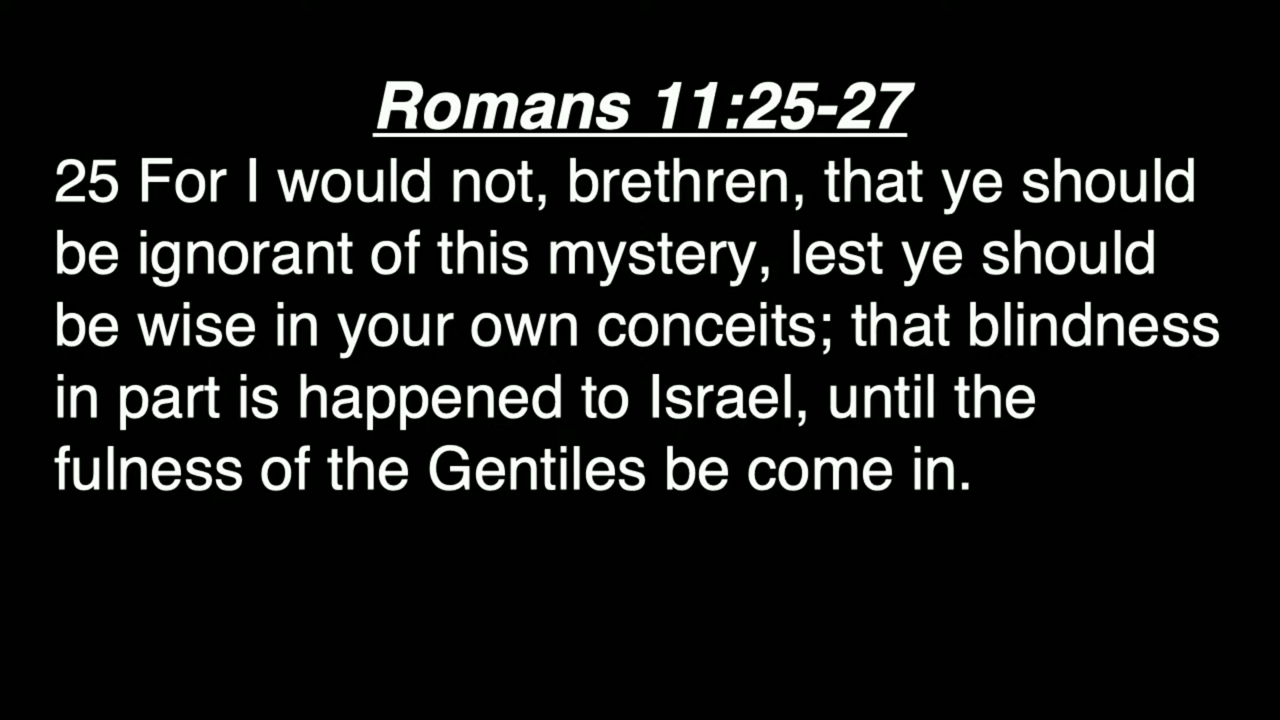 Romans 11:25-27
25 For I would not, brethren, that ye should
be ignorant of this mystery, lest ye should
be wise in your own conceits; that blindness
in part is happened to Israel, until the
fulness of the Gentiles be come in.